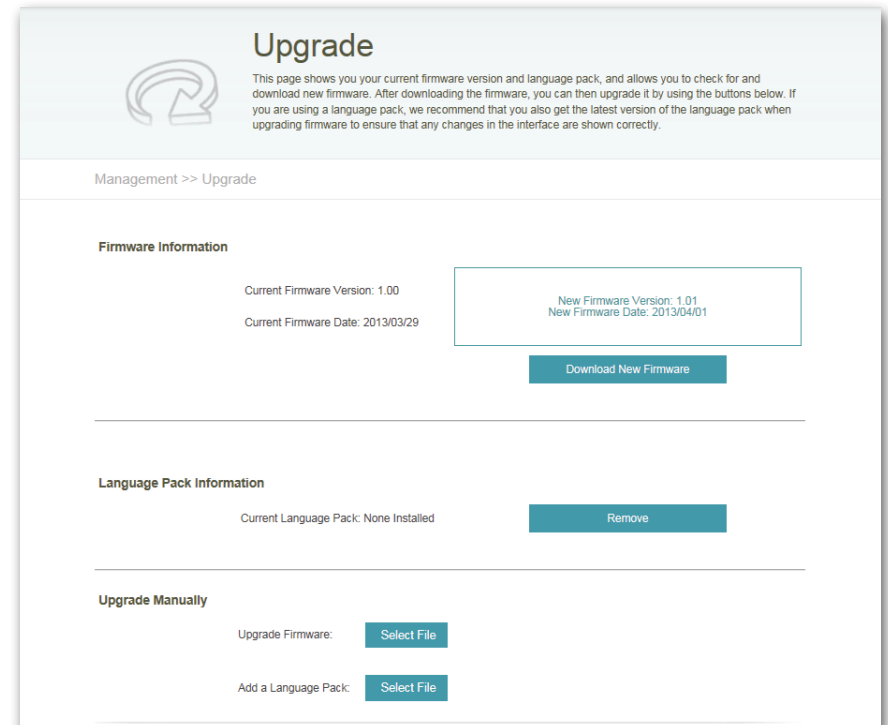 Upgrade
This page shows you your current firmware version and language pack, and allows you to check for and
download new firmware. After downloading the firmware, you can then upgrade it by using the buttons below. If
you are using a language pack, we recommend that you also get the latest version of the language pack when
upgrading firmware to ensure that any changes in the interface are shown correctly.
Management >> Upgrade
Firmware Information
Current Firmware Version: 1.00
Current Firmware Date: 2013/03/29
New Firmware Version: 1.01
New Firmware Date: 2013/04/01
Download New Firmware
Language Pack Information
Current Language Pack: None Installed
Remove
Upgrade Manually
Upgrade Firmware:
Select File
Add a Language Pack:
Select File